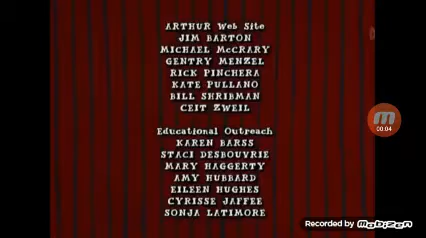 ARTHUR Web Site
JIM BARTON
MICHAEL McCRARY
GENTRY MENZEL
RICK PINCHERA
KATE PULLANO
BILL SHRIBMAN
CEIT ZWEIL
Educational Outreach
KAREN BARSS
STACI DESBOUVRIE
MARY HAGGERTY
AMY HUBBARD
EILEEN HUGHES
CYRISSE JAFFEE
SONJA LATIMORE
00:04
Recorded by Mobizen